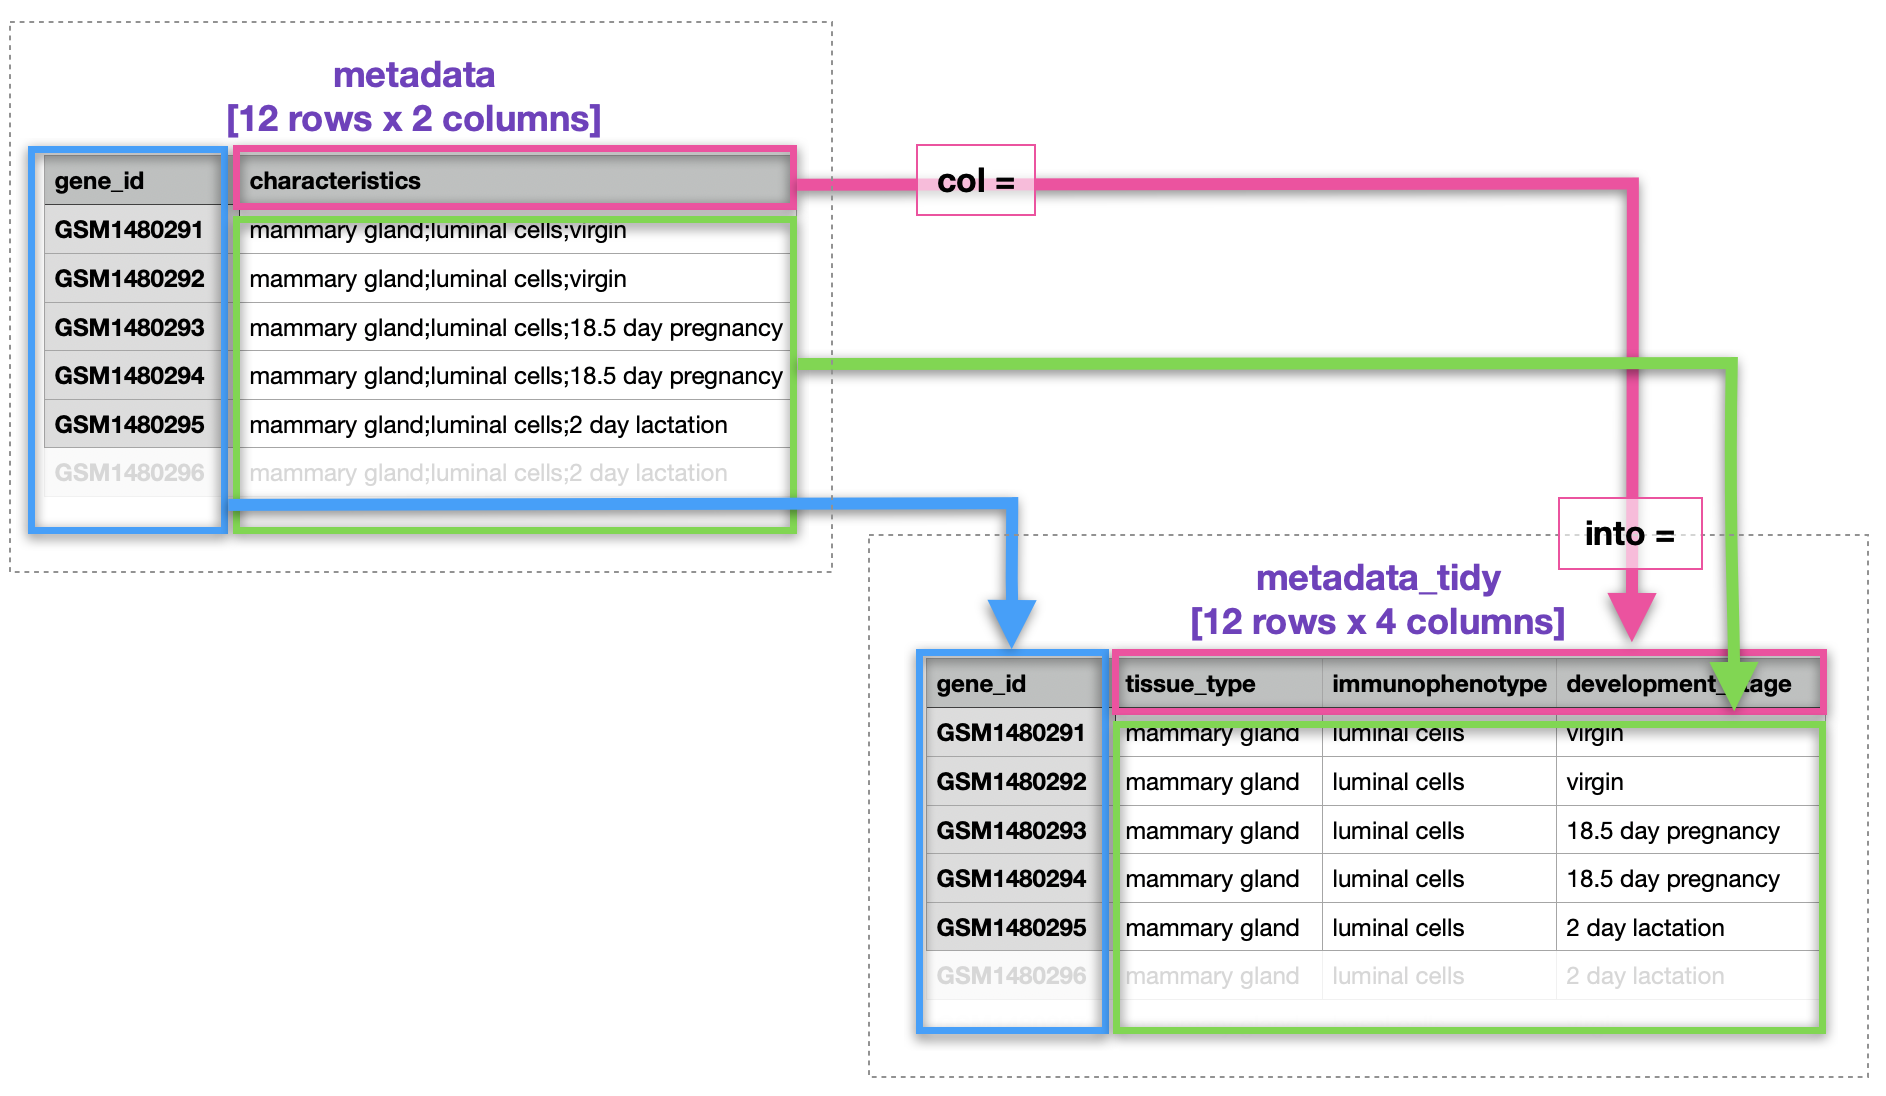 metadata
[12 rows x 2 columns]
gene_id characteristics
GSM1480291 mammary gland;luminal cells;virgin
GSM1480292 mammary gland;luminal cells;virgin
GSM1480293 mammary gland;luminal cells;18.5 day pregnancy
GSM1480294 mammary gland;luminal cells;18.5 day pregnancy
GSM1480295 mammary gland;luminal cells;2 day lactation
GSM1480296 mammary gland;luminal cells;2 day lactation
col =
into =
metadata_tidy
[12 rows x 4 columns]
gene_id tissue_type immunophenotype development_stage
GSM1480291 mammary gland luminal cells virgin
GSM1480292 mammary gland luminal cells virgin
GSM1480293 mammary gland luminal cells 18.5 day pregnancy
GSM1480294 mammary gland luminal cells 18.5 day pregnancy
GSM1480295 mammary gland luminal cells 2 day lactation
GSM1480296 mammary gland luminal cells 2 day lactation